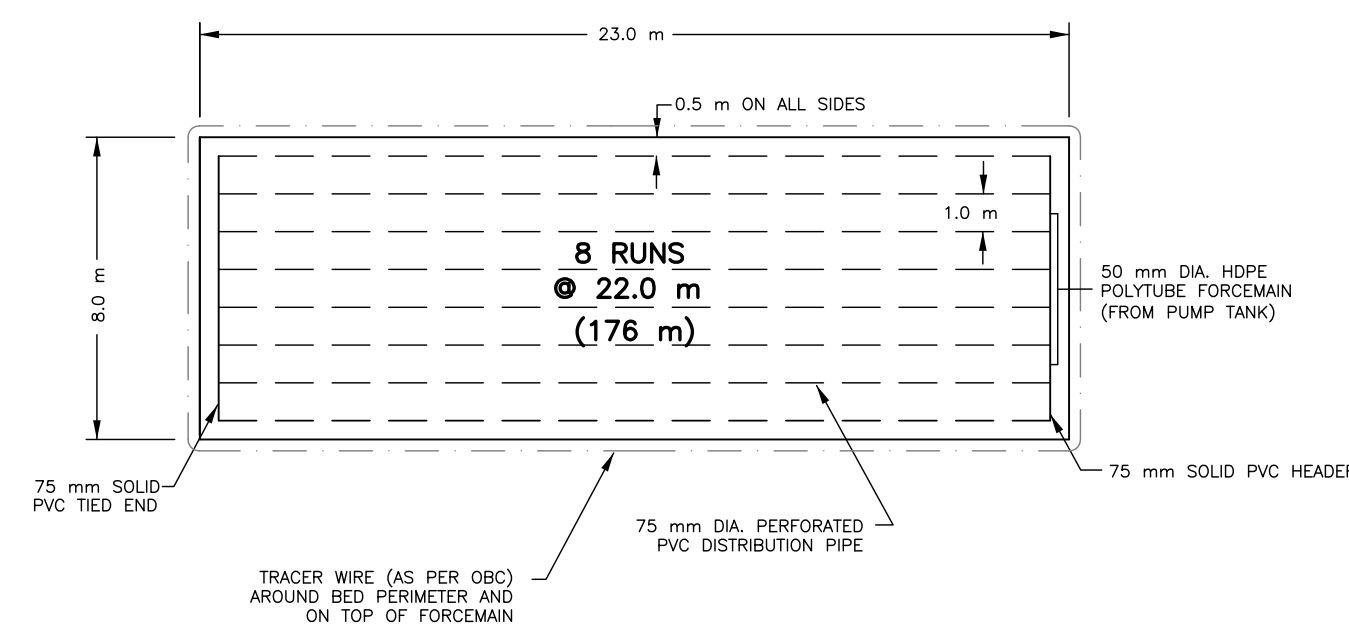 23.0 m
0.5 m ON ALL SIDES
1.0 m
8.0 m
8 RUNS
@ 22.0 m
(176 m)
50 mm DIA. HDPE
POLYTUBE FORCEMAIN
(FROM PUMP TANK)
75 mm SOLID
PVC TIED END
75 mm SOLID PVC HEADER
75 mm DIA. PERFORATED
PVC DISTRIBUTION PIPE
TRACER WIRE (AS PER OBC)
AROUND BED PERIMETER AND
ON TOP OF FORCEMAIN